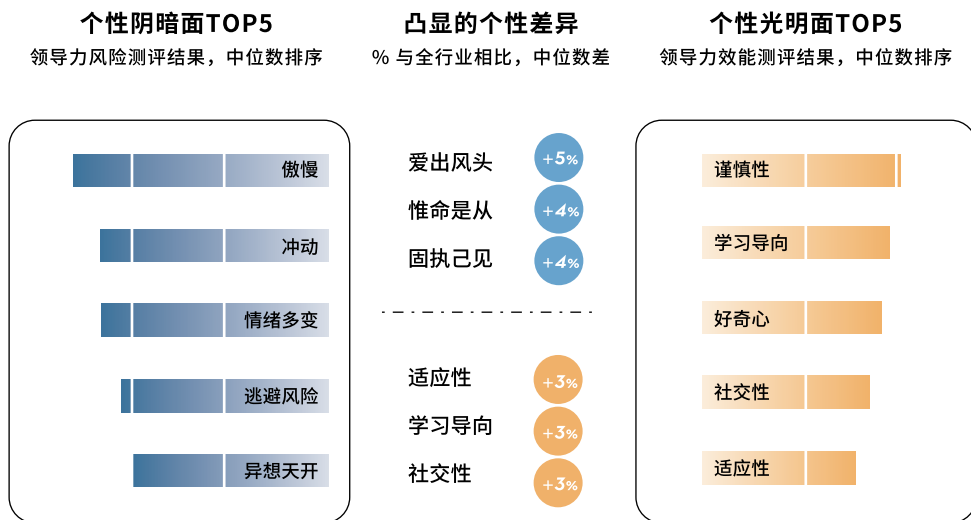 个性阴暗面TOP5
领导力风险测评结果，中位数排序
傲慢
冲动
情绪多变
逃避风险
异想天开
凸显的个性差异
% 与全行业相比，中位数差
爱出风头 +5%
惟命是从 +4%
固执己见 +4%
适应性 +3%
学习导向 +3%
社交性 +3%
个性光明面TOP5
领导力效能测评结果，中位数排序
谨慎性
学习导向
好奇心
社交性
适应性